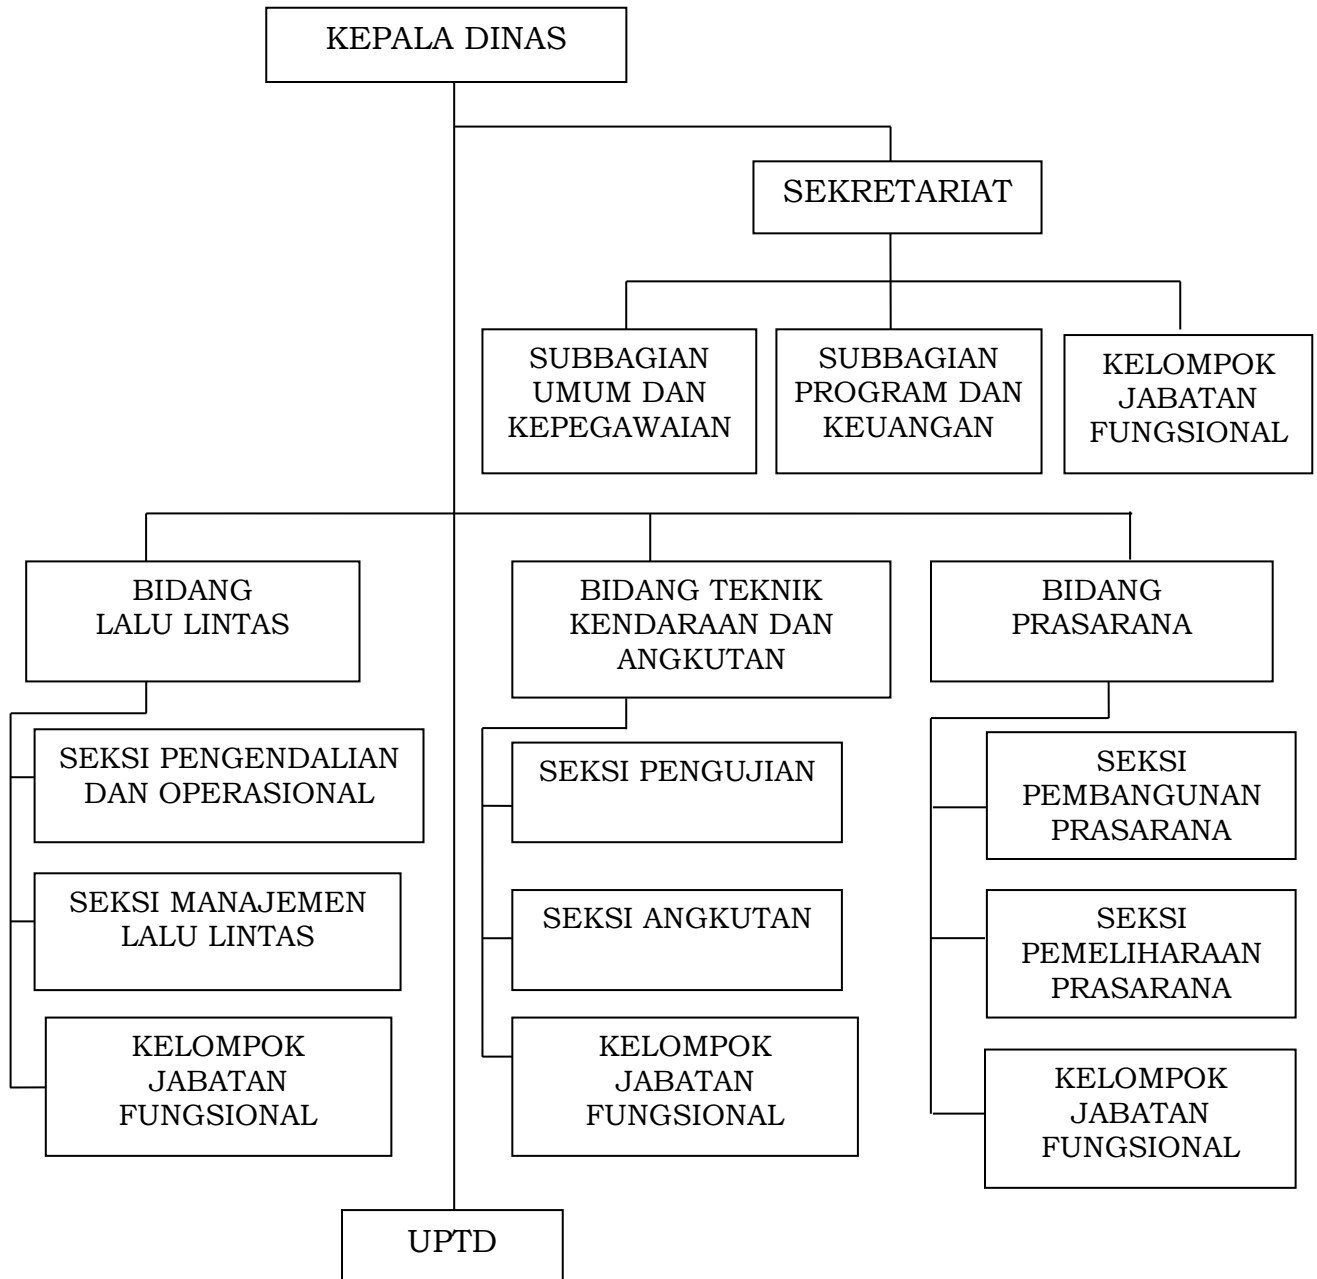 KEPALA DINAS
SEKRETARIAT
SUBBAGIAN
UMUM DAN
KEPEGAWAIAN
SUBBAGIAN
PROGRAM DAN
KEUANGAN
KELOMPOK
JABATAN
FUNGSIONAL
BIDANG
LALU LINTAS
BIDANG TEKNIK
KENDARAAN DAN
ANGKUTAN
BIDANG
PRASARANA
SEKSI PENGENDALIAN
DAN OPERASIONAL
SEKSI MANAJEMEN
LALU LINTAS
KELOMPOK
JABATAN
FUNGSIONAL
SEKSI PENGUJIAN
SEKSI ANGKUTAN
KELOMPOK
JABATAN
FUNGSIONAL
SEKSI
PEMBANGUNAN
PRASARANA
SEKSI
PEMELIHARAAN
PRASARANA
KELOMPOK
JABATAN
FUNGSIONAL
UPTD